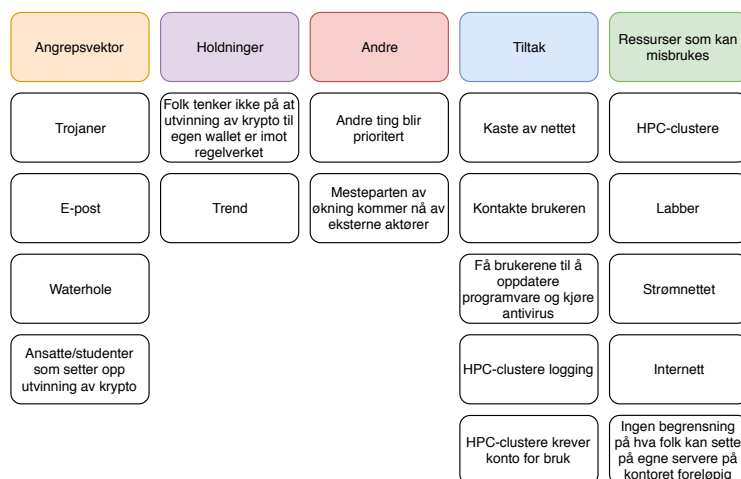 Angrepsvektor
Holdninger
Andre
Tiltak
Ressurser som kan
misbrukes
Trojaner
Folk tenker ikke på at
utvinning av krypto til
egen wallet er imot
regelverket
Andre ting blir
prioritert
Kaste av nettet
HPC-clustere
E-post
Trend
Mesteparten av
økning kommer nå av
eksterne aktører
Kontakte brukeren
Labber
Waterhole
Få brukerene til å
oppdatere
programvare og kjøre
antivirus
Strømnettet
Ansatte/studenter
som setter opp
utvinning av krypto
HPC-clustere logging
Internett
HPC-clustere krever
konto for bruk
Ingen begrensning
på hva folk kan sette
på egne servere på
kontoret foreløpig